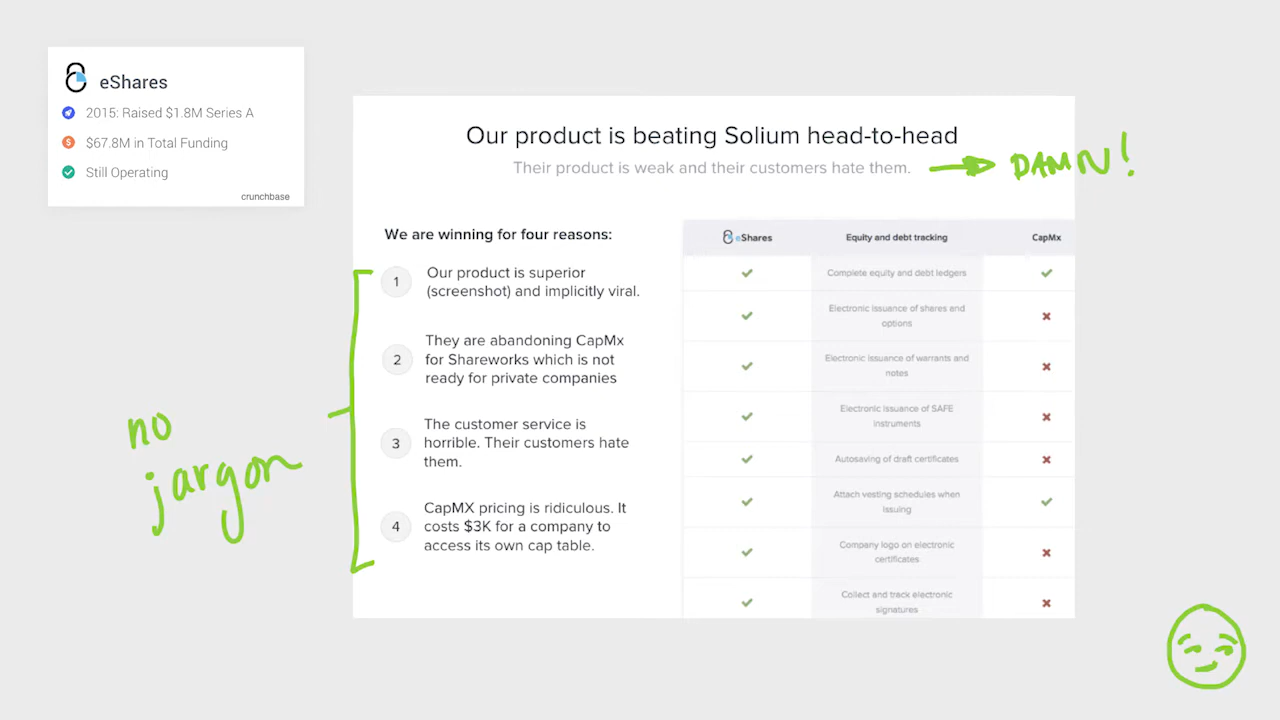 eShares
2015: Raised $1.8M Series A
$
$67.8M in Total Funding
Still Operating
crunchbase
Our product is beating Solium head-to-head
Their product is weak and their customers hate them.
DAMN!
We are winning for four reasons:
1
Our product is superior
(screenshot) and implicitly viral.
2
They are abandoning CapMx
for Shareworks which is not
ready for private companies
3
The customer service is
horrible. Their customers hate
them.
4
CapMX pricing is ridiculous. It
costs $3K for a company to
access its own cap table.
no
jargon
eShares Equity and debt tracking CapMx
Complete equity and debt ledgers
Electronic issuance of shares and
options
Electronic issuance of warrants and
notes
Electronic issuance of SAFE
instruments
Autosaving of draft certificates
Attach vesting schedules when
issuing
Company logo on electronic
certificates
Collect and track electronic
signatures